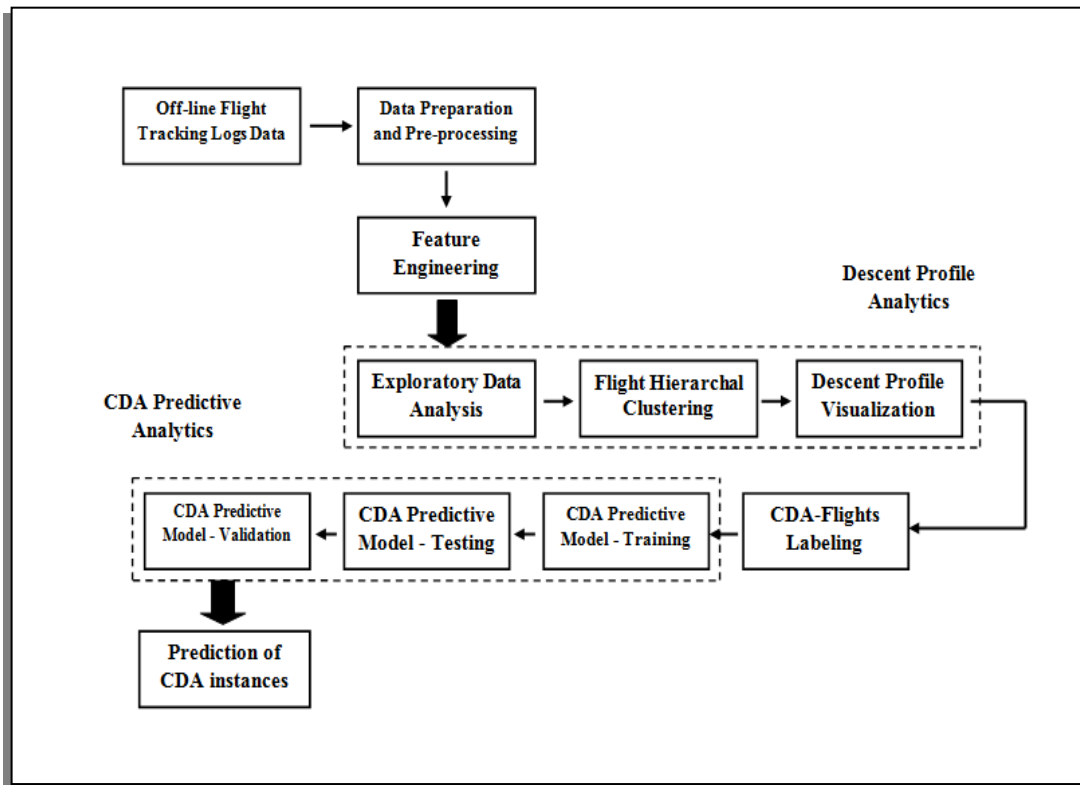 Off-line Flight
Tracking Logs Data
Data Preparation
and Pre-processing
Feature
Engineering
Descent Profile
Analytics
Exploratory Data
Analysis
Flight Hierarchal
Clustering
Descent Profile
Visualization
CDA Predictive
Analytics
CDA Predictive
Model - Validation
CDA Predictive
Model - Testing
CDA Predictive
Model - Training
CDA-Flights
Labeling
Prediction of
CDA instances